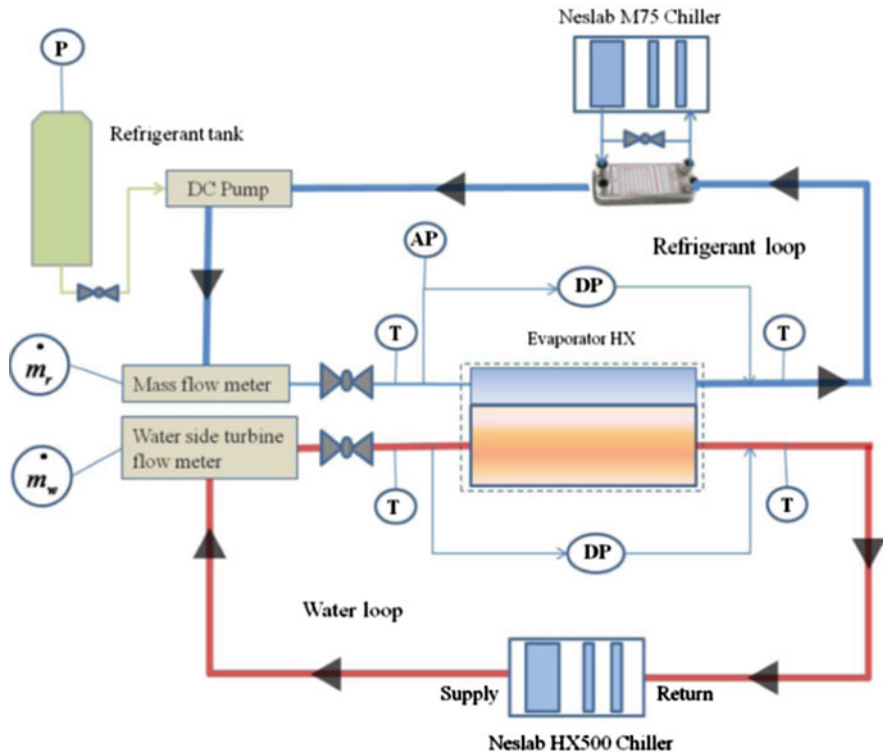 Neslab M75 Chiller
P
Refrigerant tank
DC Pump
AP
Refrigerant loop
DP
T
Evaporator HX
T
ṁr
Mass flow meter
Water side turbine
flow meter
ṁw
T
T
DP
Water loop
Supply
Return
Neslab HX500 Chiller